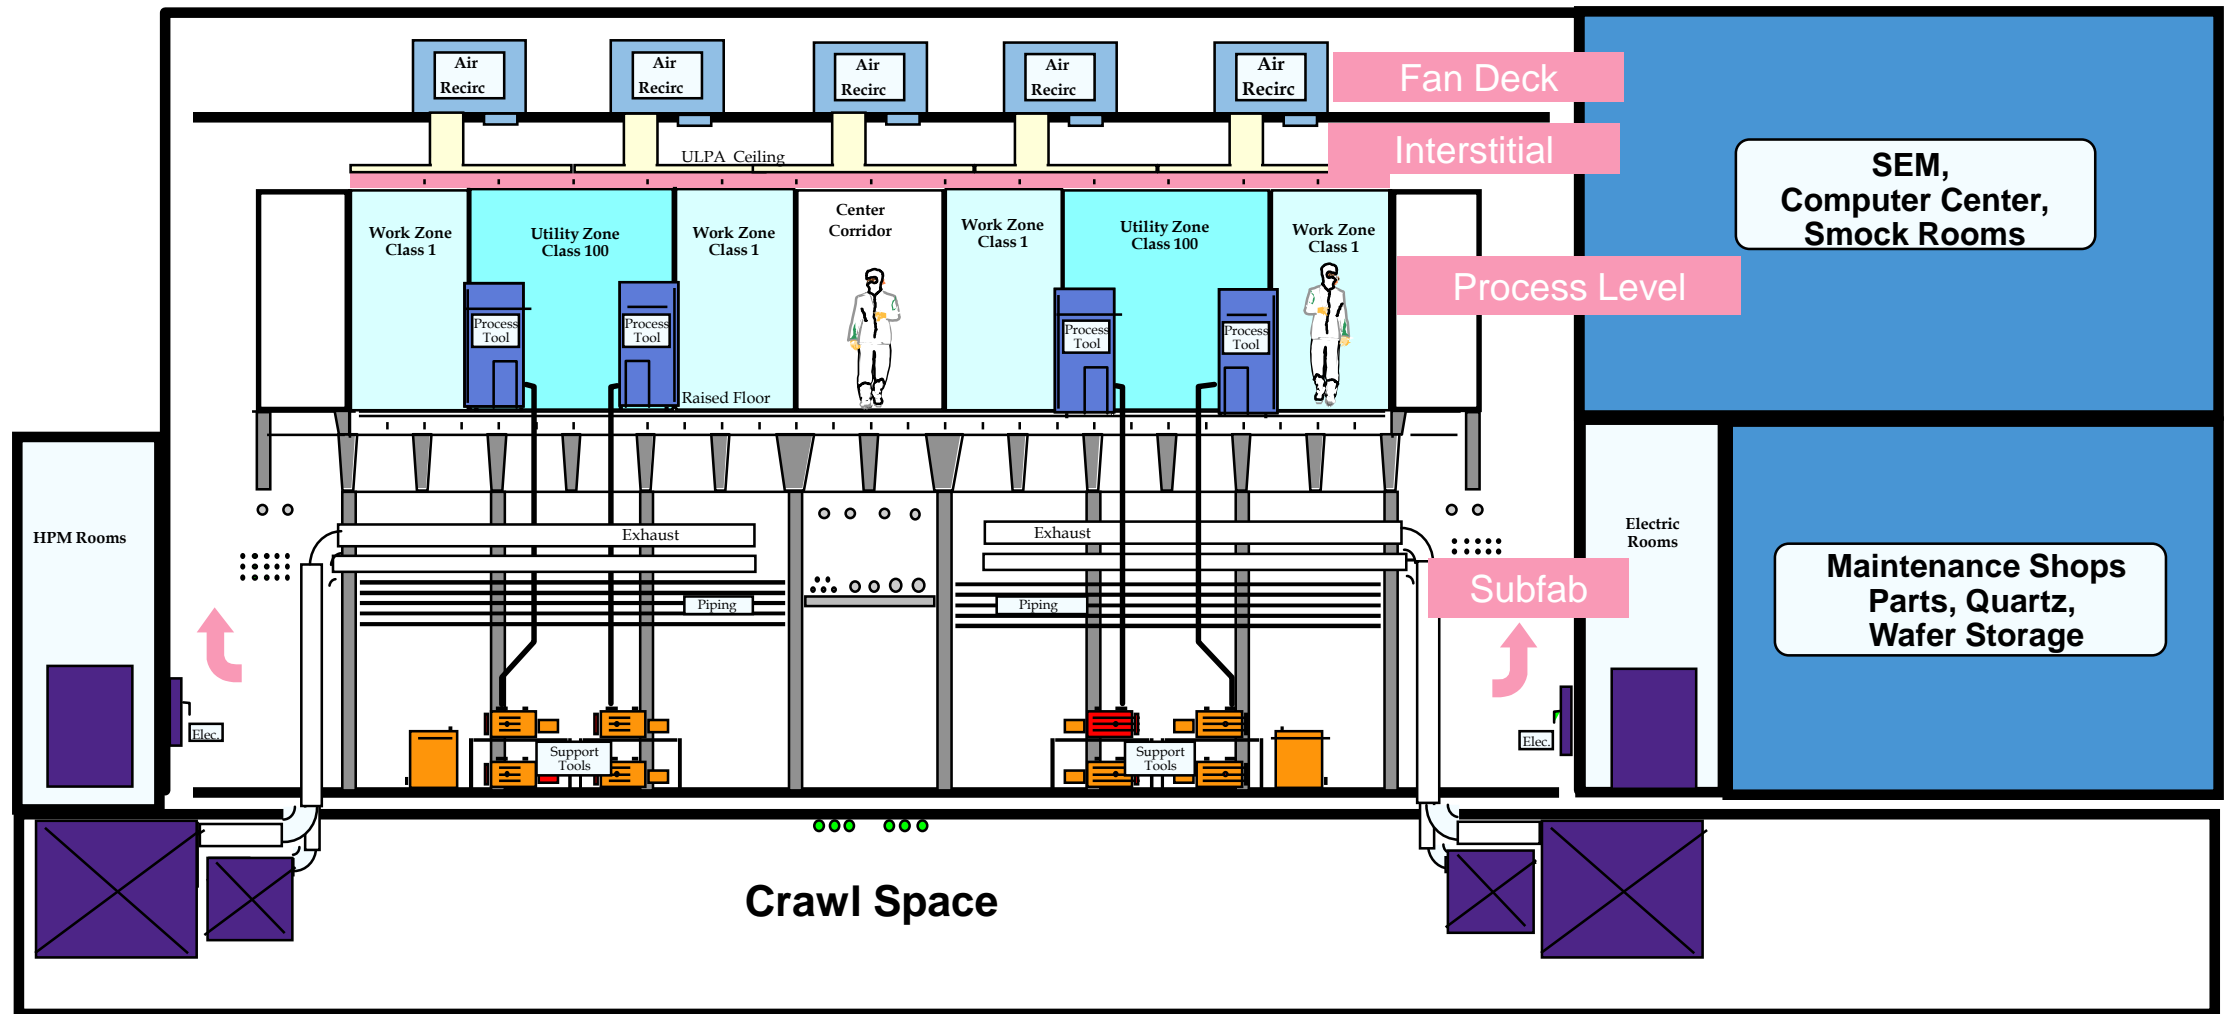 Air
Recirc
Air
Recirc
Air
Recirc
Air
Recirc
Air
Recirc
Fan Deck
Interstitial
ULPA Ceiling
SEM,
Computer Center,
Smock Rooms
Work Zone
Class 1
Utility Zone
Class 100
Work Zone
Class 1
Center
Corridor
Work Zone
Class 1
Utility Zone
Class 100
Work Zone
Class 1
Process Level
Process
Tool
Process
Tool
Process
Tool
Process
Tool
Raised Floor
HPM Rooms
Exhaust
Exhaust
Electric
Rooms
Subfab
Maintenance Shops
Parts, Quartz,
Wafer Storage
Piping
Piping
Elec.
Support
Tools
Support
Tools
Elec.
Crawl Space